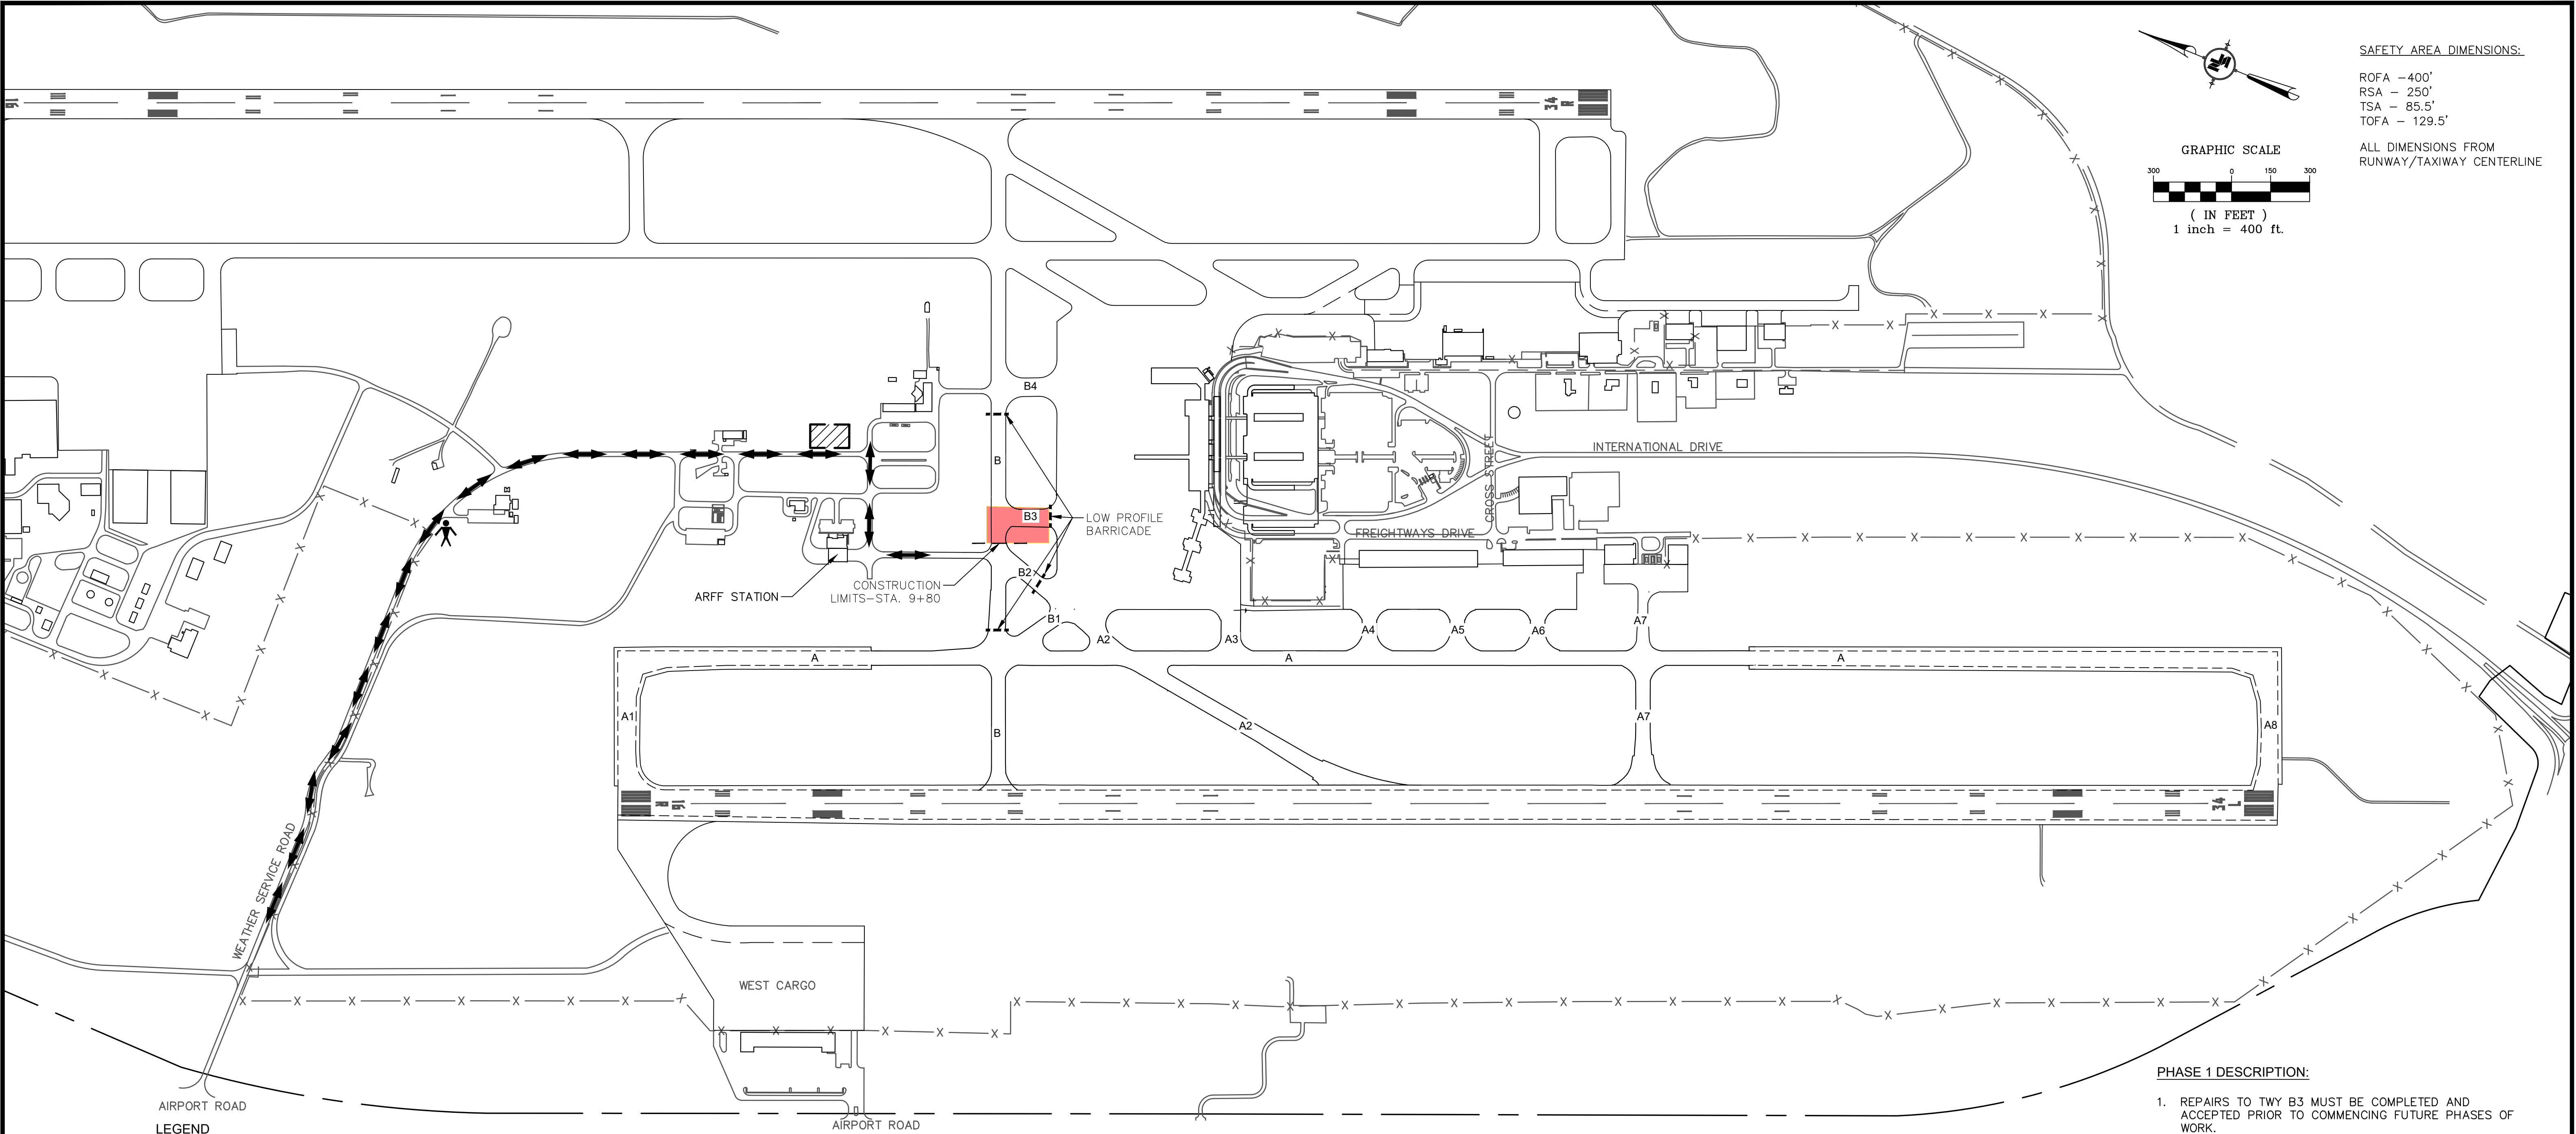 SAFETY AREA DIMENSIONS:
ROFA -400'
RSA - 250'
TSA - 85.5'
TOFA - 129.5'
ALL DIMENSIONS FROM
RUNWAY/TAXIWAY CENTERLINE
GRAPHIC SCALE
300 0 150 300
( IN FEET )
1 inch = 400 ft.
16
34
R
B4
B
B3
LOW PROFILE
BARRICADE
B2
CONSTRUCTION
LIMITS-STA. 9+80
ARFF STATION
B1
INTERNATIONAL DRIVE
CROSS STREET
FREIGHTWAYS DRIVE
A2
A3
A4
A5
A6
A7
A
A
A
A1
B
A2
A7
A8
16
R
34
L
WEATHER SERVICE ROAD
WEST CARGO
AIRPORT ROAD
AIRPORT ROAD
LEGEND
PHASE 1 DESCRIPTION:
1. REPAIRS TO TWY B3 MUST BE COMPLETED AND
ACCEPTED PRIOR TO COMMENCING FUTURE PHASES OF
WORK.